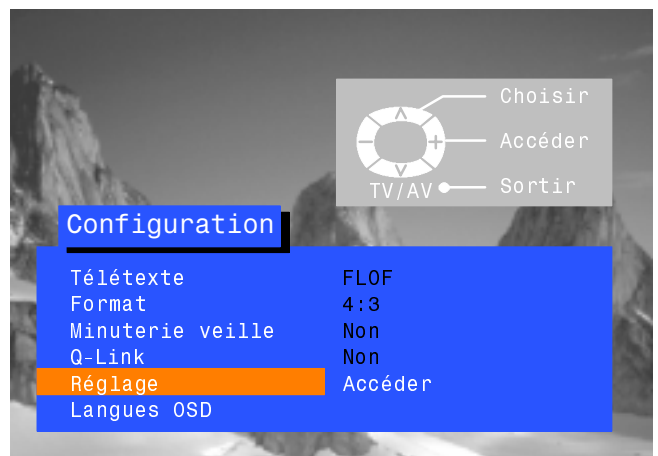 Choisir
Accéder
TV/AV Sortir
Configuration
Télétexte FLOF
Format 4:3
Minuterie veille Non
Q-Link Non
Réglage Accéder
Langues OSD